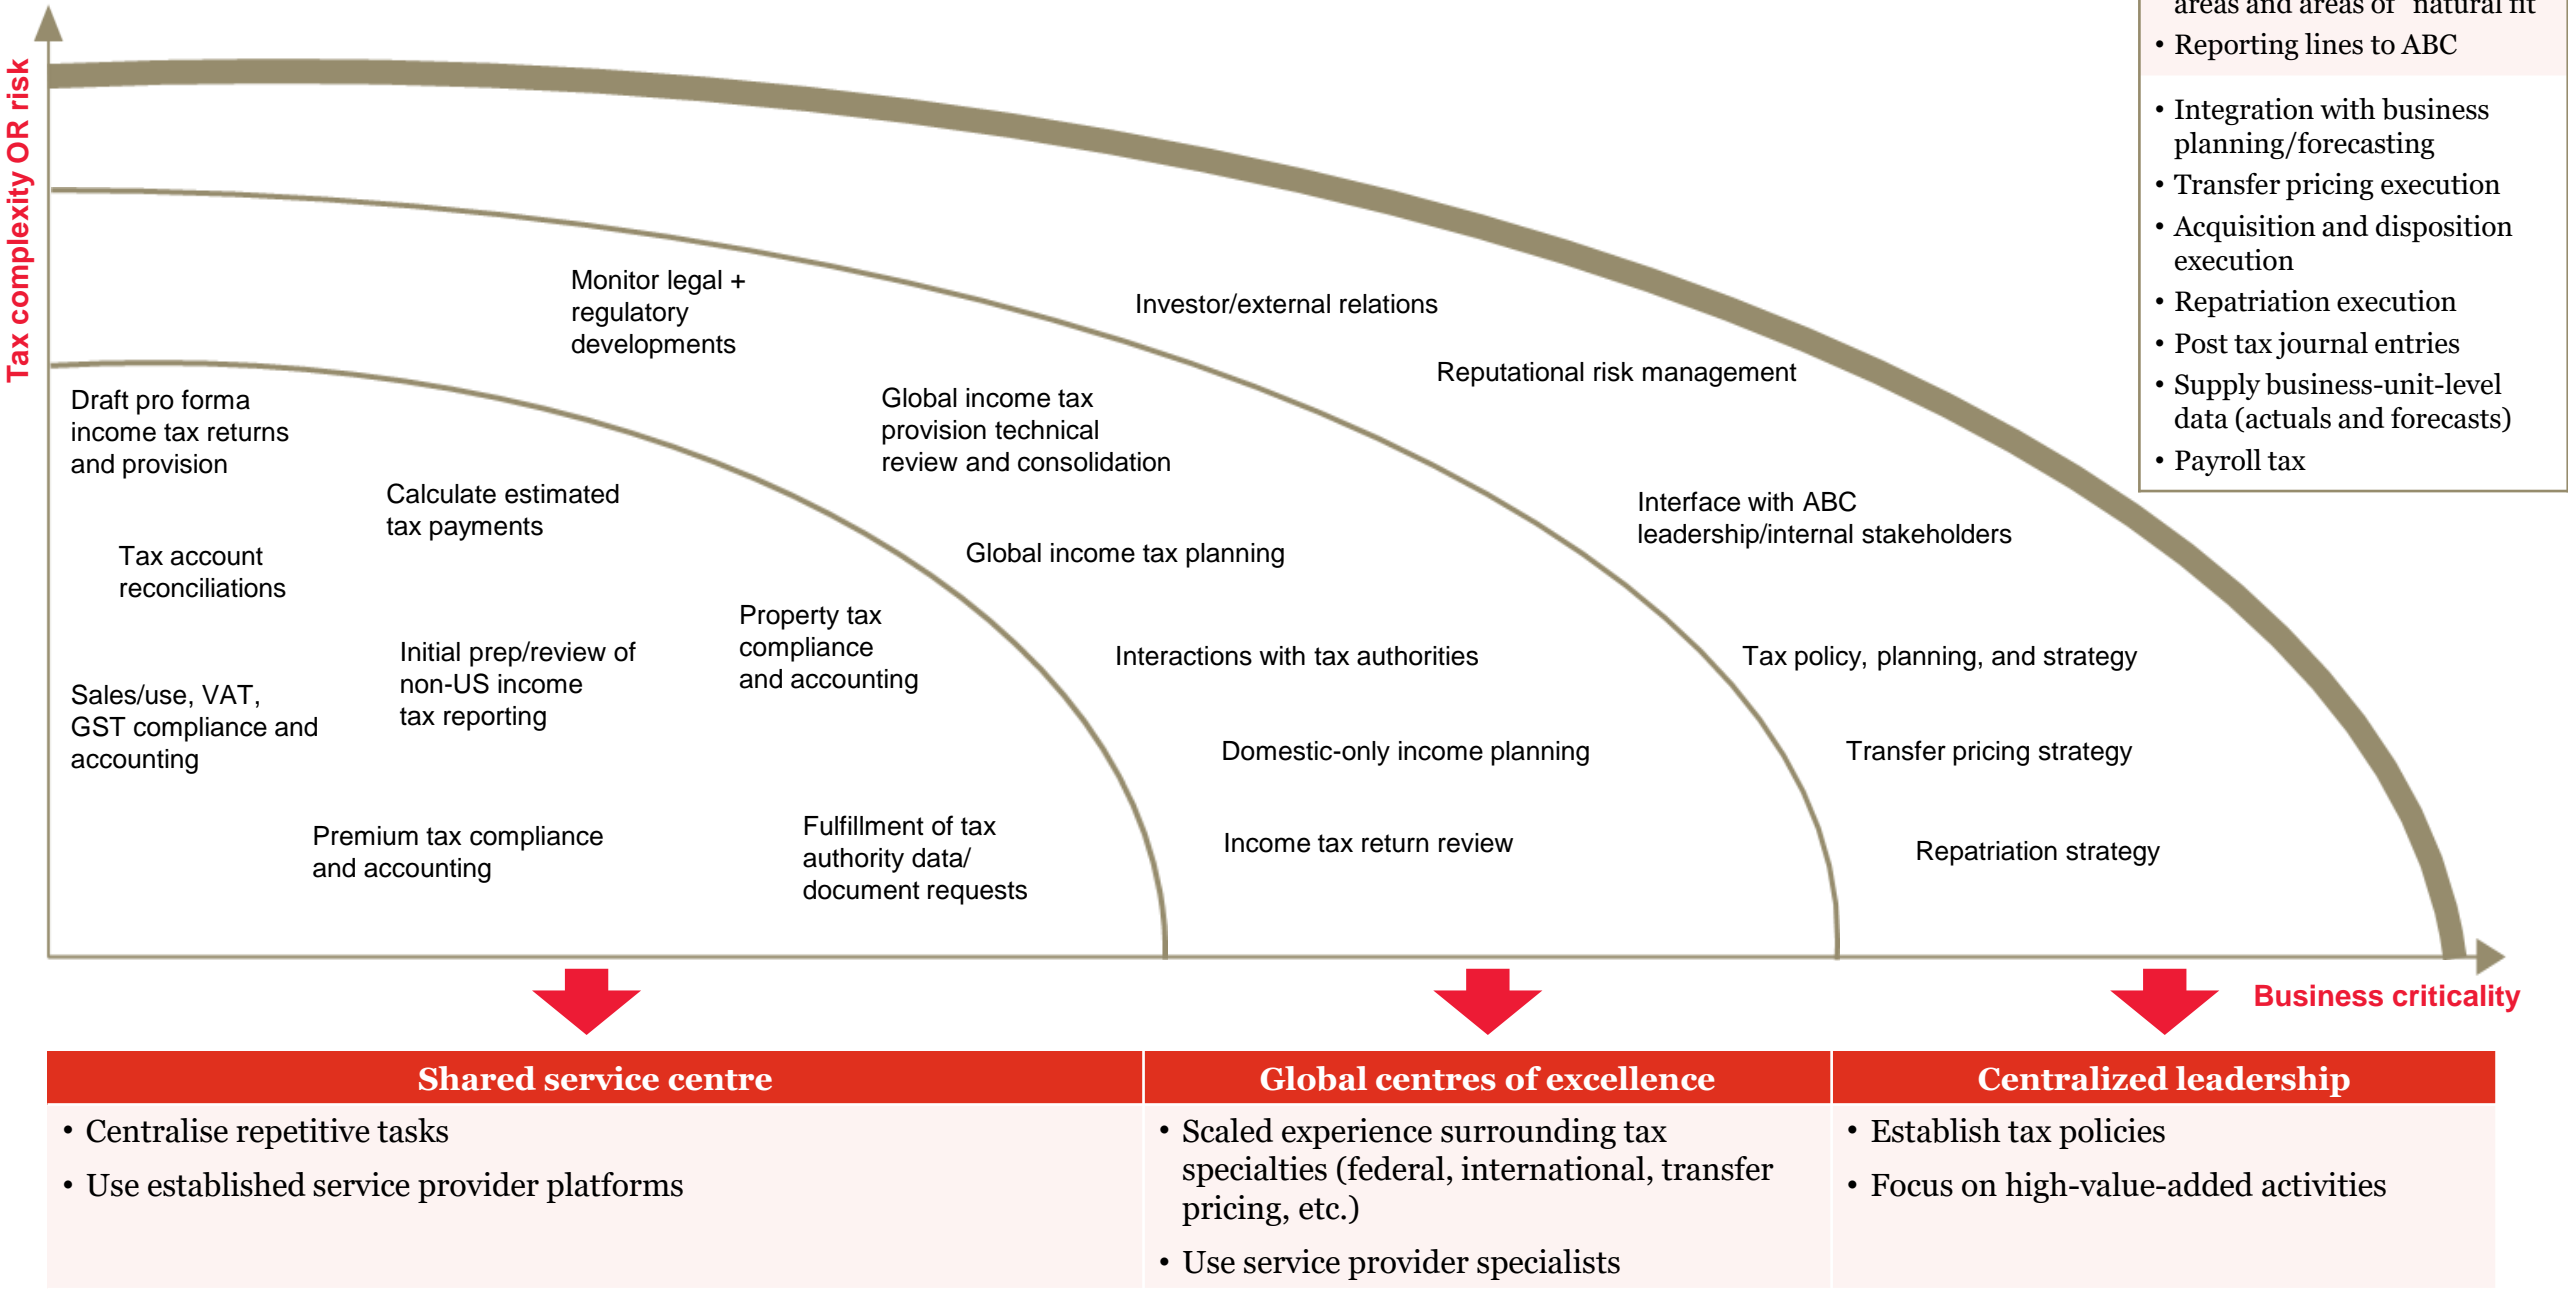 areas and areas of "natural fit"
• Reporting lines to ABC
• Integration with business
planning/forecasting
• Transfer pricing execution
• Acquisition and disposition
execution
• Repatriation execution
• Post tax journal entries
• Supply business-unit-level
data (actuals and forecasts)
• Payroll tax
Tax complexity OR risk
Monitor legal +
regulatory
developments
Investor/external relations
Reputational risk management
Draft pro forma
income tax returns
and provision
Global income tax
provision technical
review and consolidation
Calculate estimated
tax payments
Interface with ABC
leadership/internal stakeholders
Tax account
reconciliations
Global income tax planning
Property tax
compliance
and accounting
Initial prep/review of
non-US income
tax reporting
Interactions with tax authorities
Tax policy, planning, and strategy
Sales/use, VAT,
GST compliance and
accounting
Domestic-only income planning
Transfer pricing strategy
Premium tax compliance
and accounting
Fulfillment of tax
authority data/
document requests
Income tax return review
Repatriation strategy
Business criticality
Shared service centre
• Centralise repetitive tasks
• Use established service provider platforms
Global centres of excellence
• Scaled experience surrounding tax
specialties (federal, international, transfer
pricing, etc.)
• Use service provider specialists
Centralized leadership
• Establish tax policies
• Focus on high-value-added activities